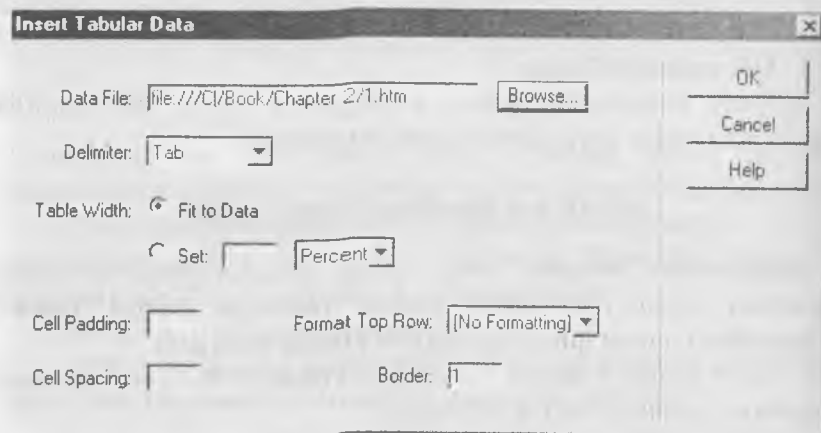 Insert Tabular Data
Data File: file:///C|/Book/Chapter 2/1.htm Browse... OK
Cancel
Delimiter: Tab
Help
Table Width: Fit to Data
Set: Percent
Cell Padding: Format Top Row: [No Formatting]
Cell Spacing: Border: 1